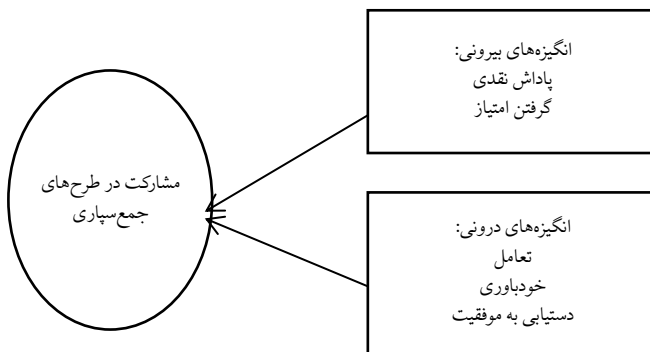 انگیزه‌های بیرونی:
پاداش نقدی
گرفتن امتیاز
مشارکت در طرح‌های
جمع‌سپاری
انگیزه‌های درونی:
تعامل
خودباوری
دستیابی به موفقیت